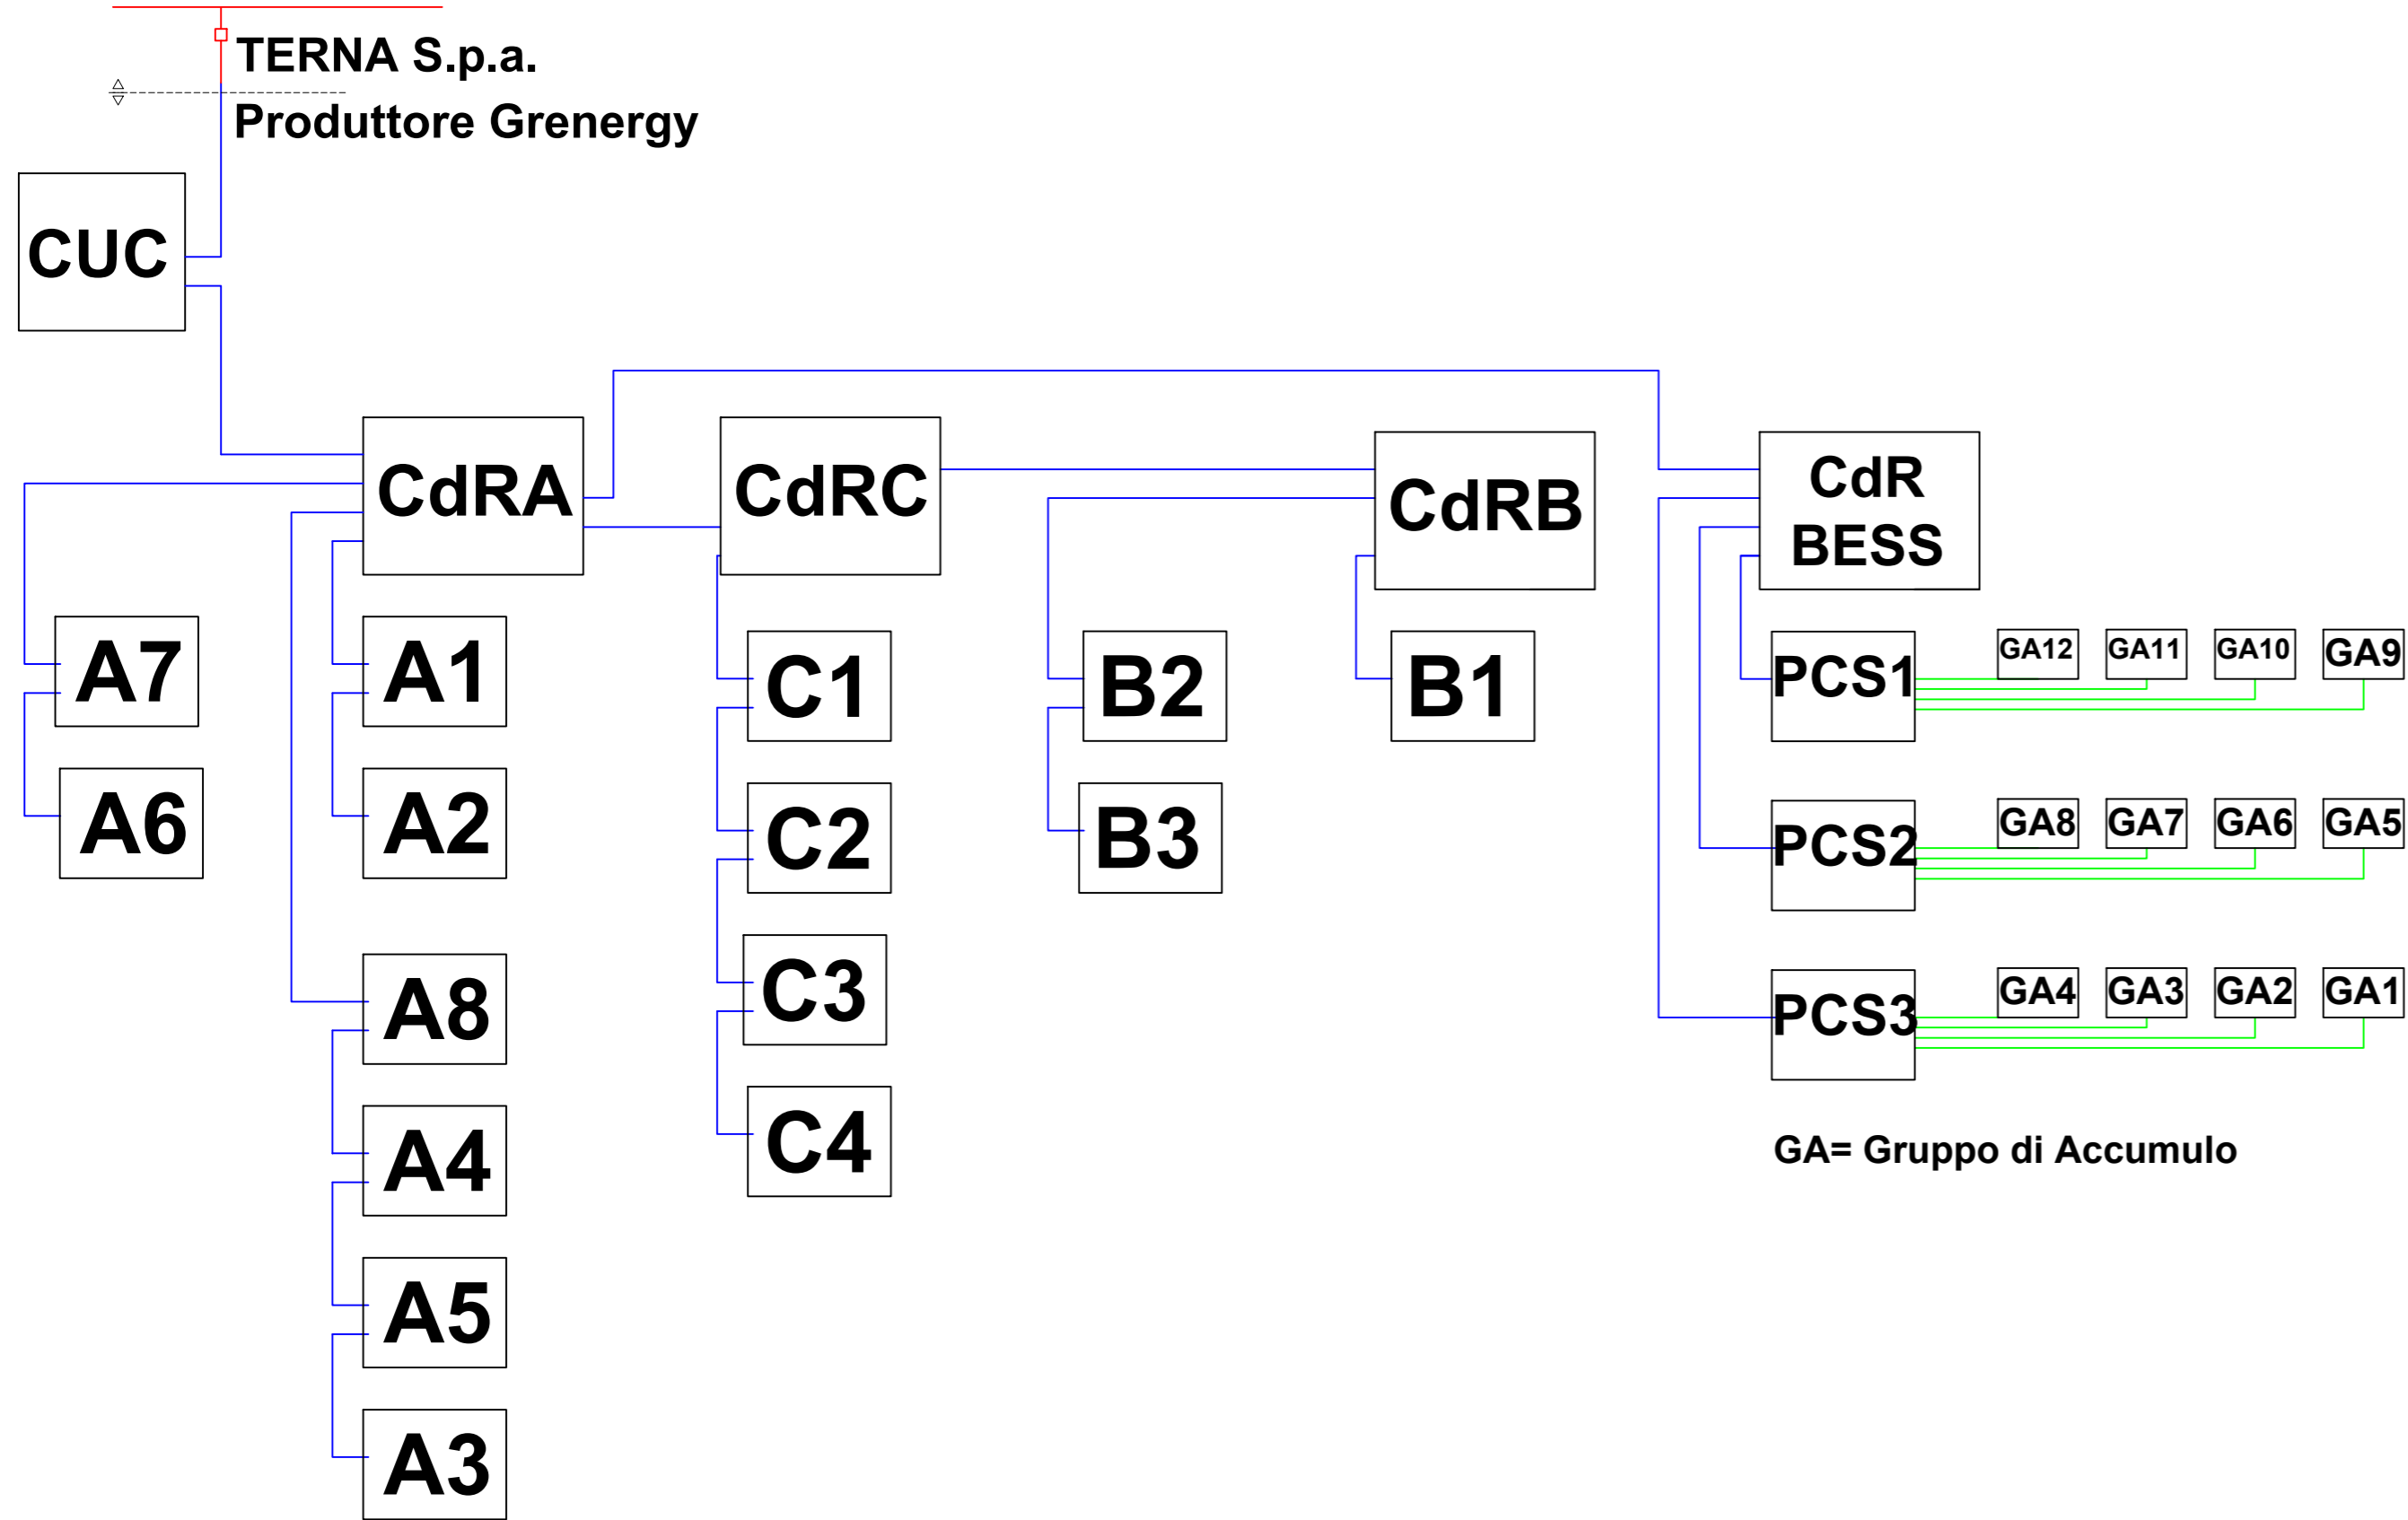 TERNA S.p.a.
Produttore Grenergy
CUC
CdRA
CdRC
CdRB
CdR
BESS
A7
A1
C1
B2
B1
PCS1
GA12
GA11
GA10
GA9
A6
A2
C2
B3
PCS2
GA8
GA7
GA6
GA5
A8
C3
PCS3
GA4
GA3
GA2
GA1
A4
C4
GA= Gruppo di Accumulo
A5
A3